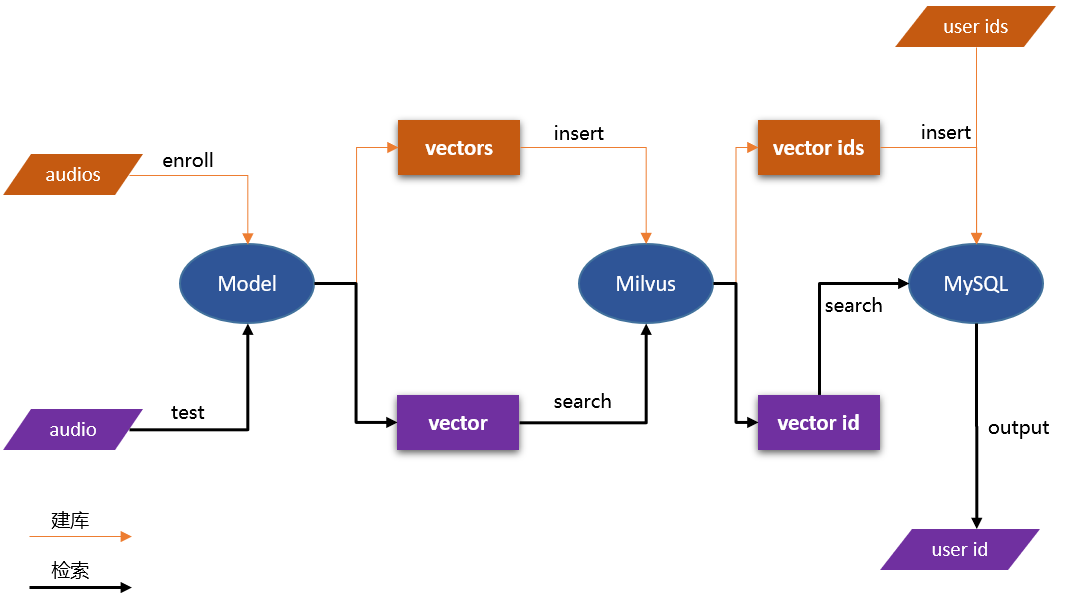 user ids
audios
enroll
vectors
insert
vector ids
insert
Model
Milvus
MySQL
search
audio
test
vector
search
vector id
output
建库
检索
user id